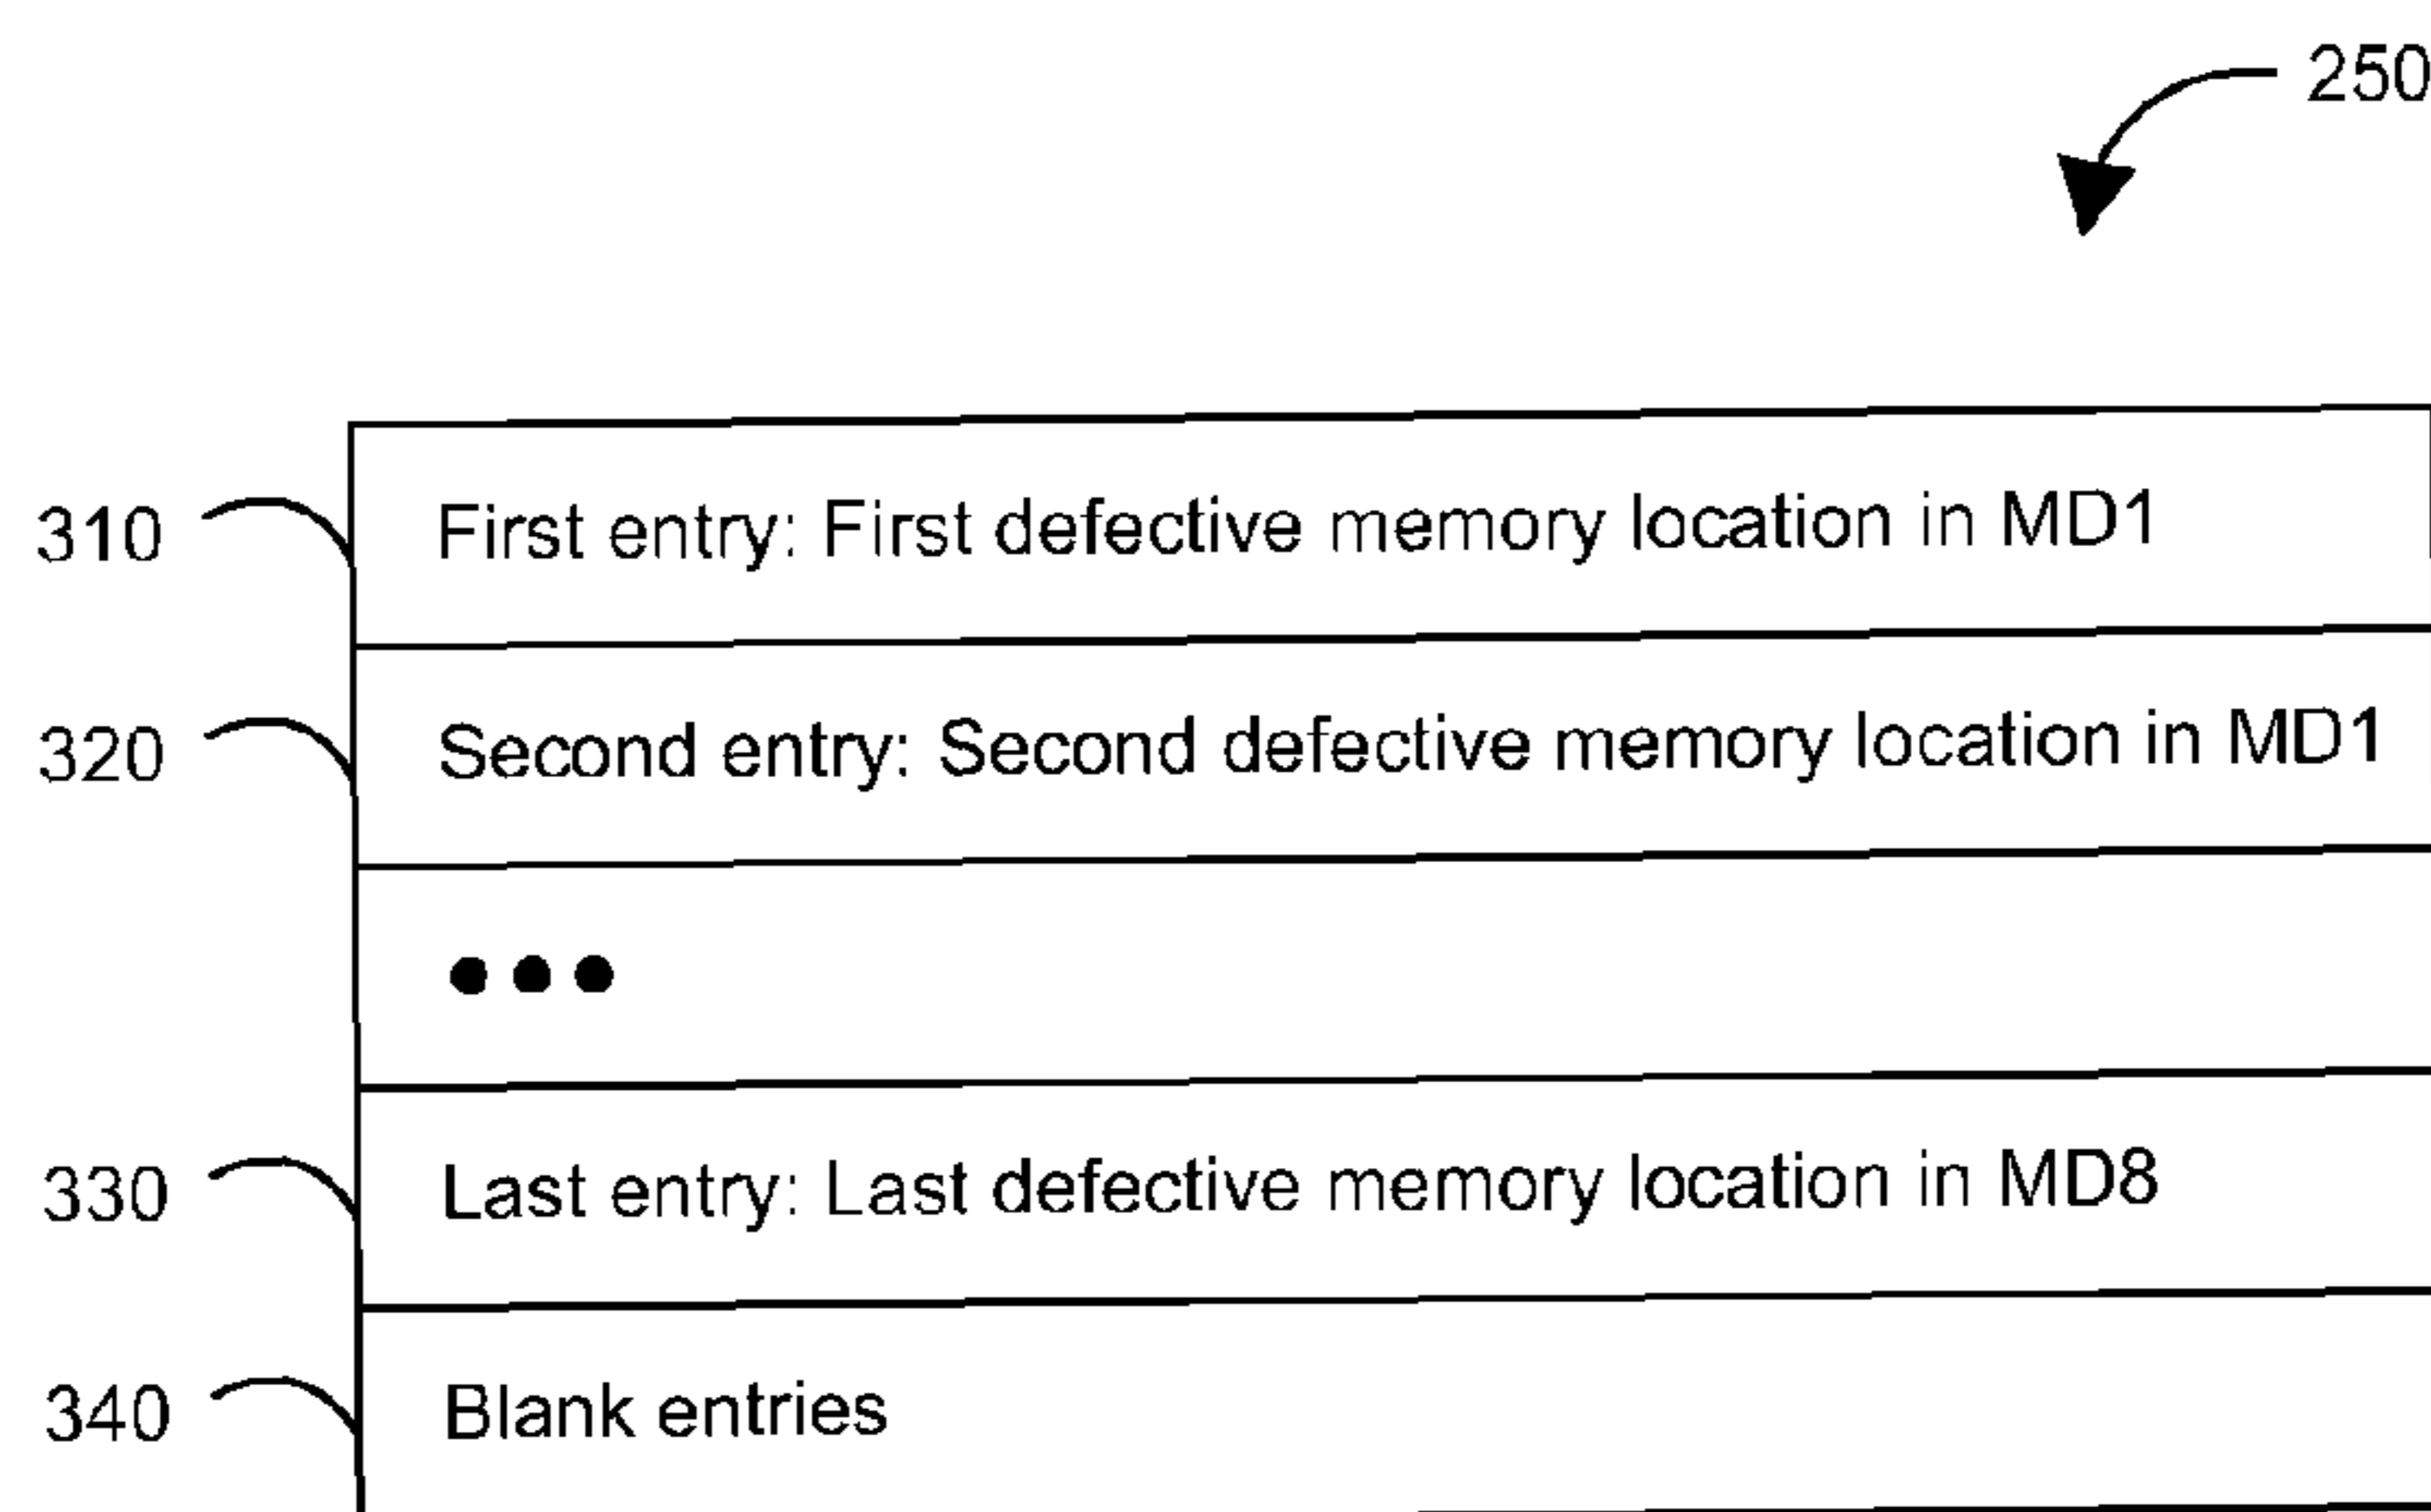 250
310 First entry: First defective memory location in MD1
320 Second entry: Second defective memory location in MD1
•••
330 Last entry: Last defective memory location in MD8
340 Blank entries